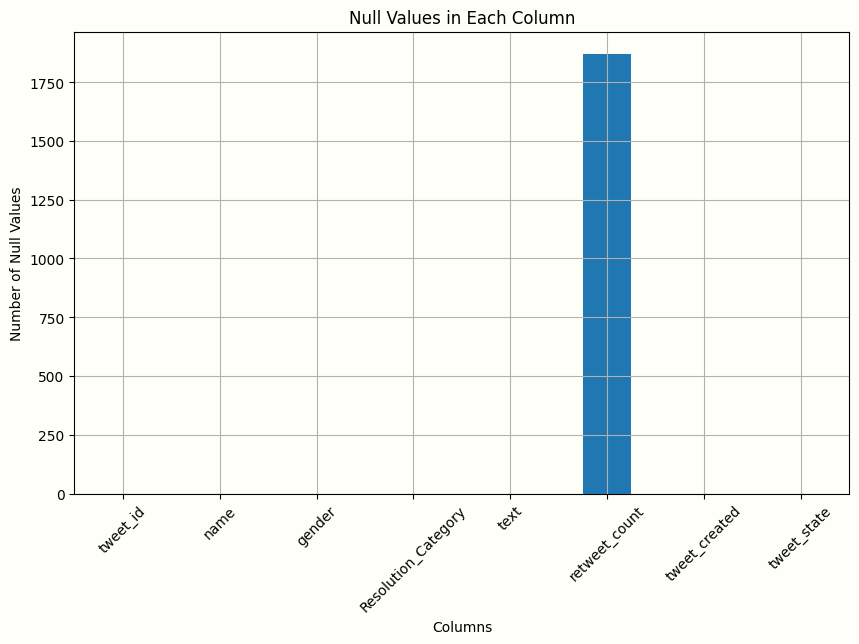 Null Values in Each Column
Number of Null Values
1750
1500
1250
1000
750
500
250
0
tweet_id
name
gender
Resolution_Category
text
retweet_count
tweet_created
tweet_state
Columns